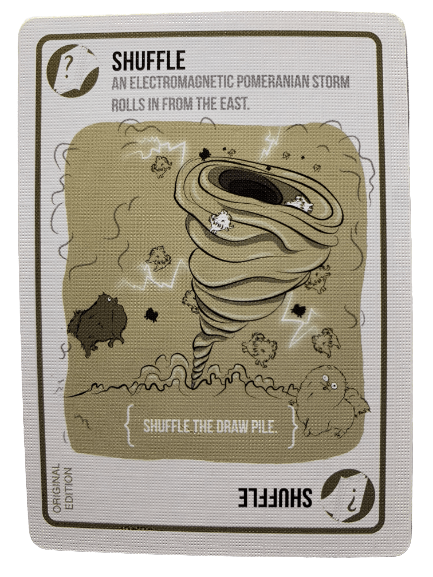 ?
SHUFFLE
AN ELECTROMAGNETIC POMERANIAN STORM
ROLLS IN FROM THE EAST.
{ SHUFFLE THE DRAW PILE. }
ORIGINAL
EDITION
SHUFFLE
?